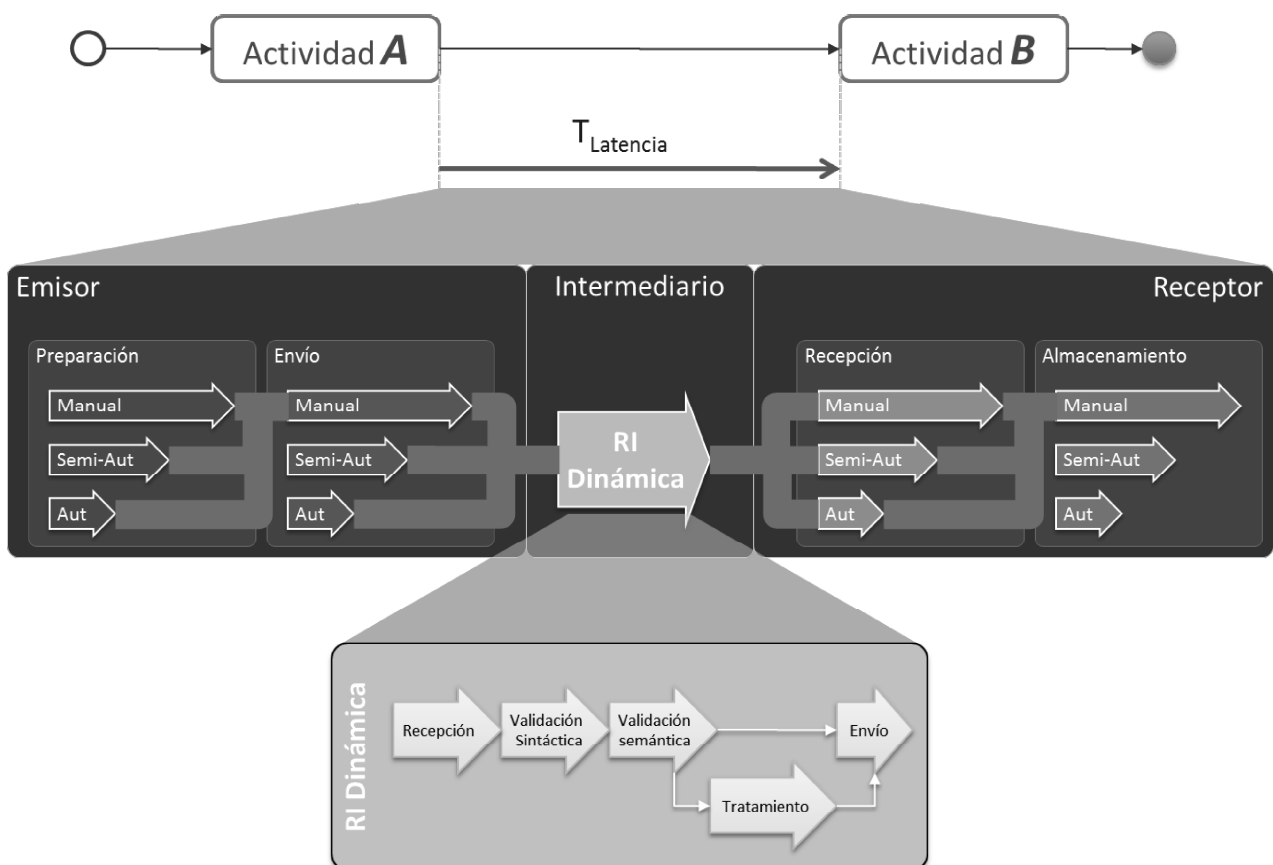 Actividad A
Actividad B
T Latencia
Emisor
Intermediario
Receptor
Preparación
Envío
Recepción
Almacenamiento
Manual
Manual
Manual
Manual
Semi-Aut
Semi-Aut
Semi-Aut
Semi-Aut
Aut
Aut
Aut
Aut
RI
Dinámica
RI Dinámica
Recepción
Validación
Sintáctica
Validación
semántica
Envío
Tratamiento